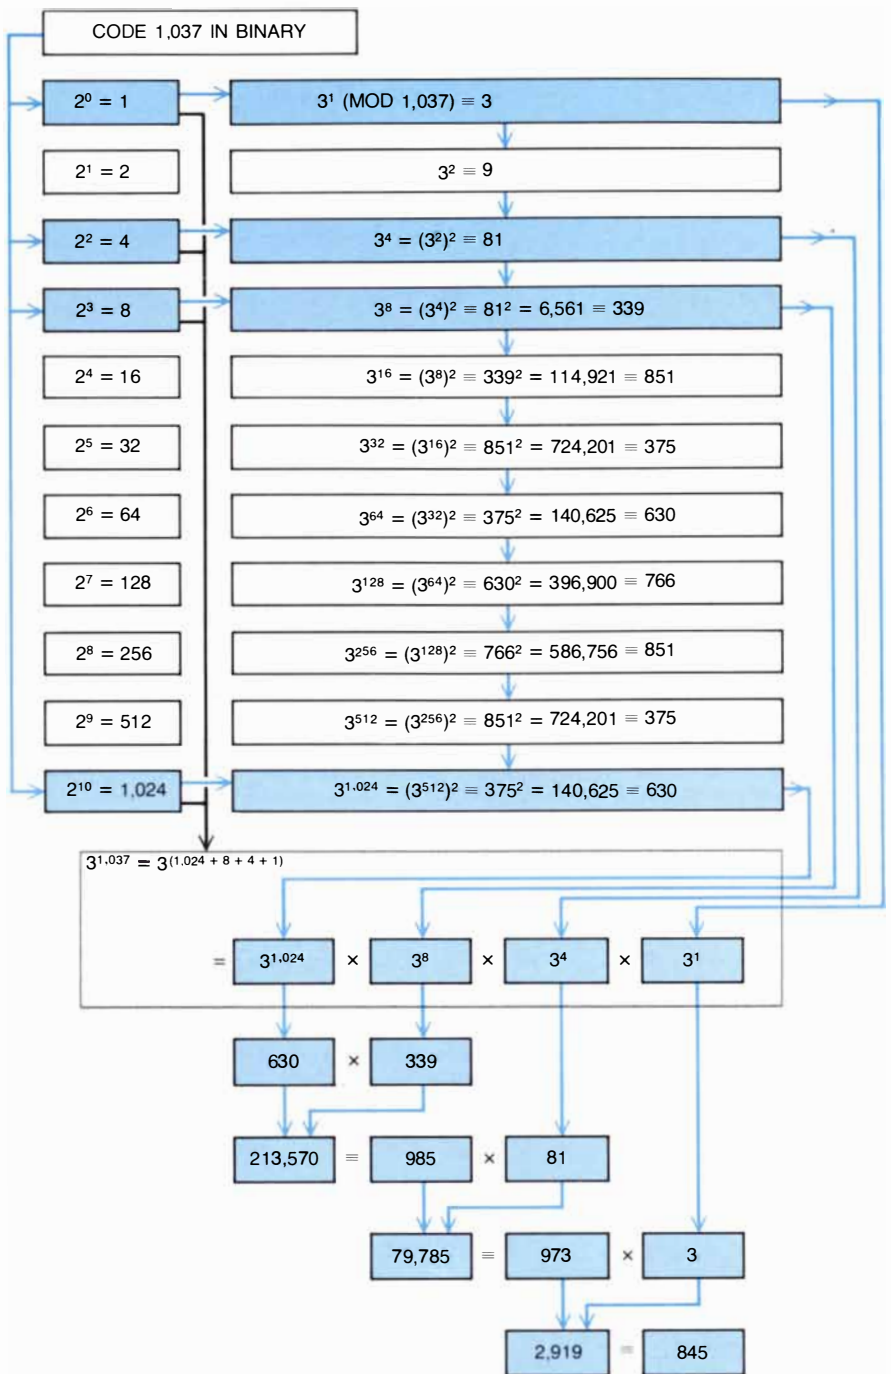 CODE 1,037 IN BINARY
2⁰ = 1
3¹ (MOD 1,037) ≡ 3
2¹ = 2
3² ≡ 9
2² = 4
3⁴ = (3²)² ≡ 81
2³ = 8
3⁸ = (3⁴)² ≡ 81² = 6,561 ≡ 339
2⁴ = 16
3¹⁶ = (3⁸)² ≡ 339² = 114,921 ≡ 851
2⁵ = 32
3³² = (3¹⁶)² ≡ 851² = 724,201 ≡ 375
2⁶ = 64
3⁶⁴ = (3³²)² ≡ 375² = 140,625 ≡ 630
2⁷ = 128
3¹²⁸ = (3⁶⁴)² ≡ 630² = 396,900 ≡ 766
2⁸ = 256
3²⁵⁶ = (3¹²⁸)² ≡ 766² = 586,756 ≡ 851
2⁹ = 512
3⁵¹² = (3²⁵⁶)² ≡ 851² = 724,201 ≡ 375
2¹⁰ = 1,024
3¹·⁰²⁴ = (3⁵¹²)² ≡ 375² = 140,625 ≡ 630
3¹·⁰³⁷ = 3⁽¹·⁰²⁴ ⁺ ⁸ ⁺ ⁴ ⁺ ¹⁾
= 3¹·⁰²⁴ × 3⁸ × 3⁴ × 3¹
630 × 339
213,570 ≡ 985 × 81
79,785 ≡ 973 × 3
2,919 ≡ 845